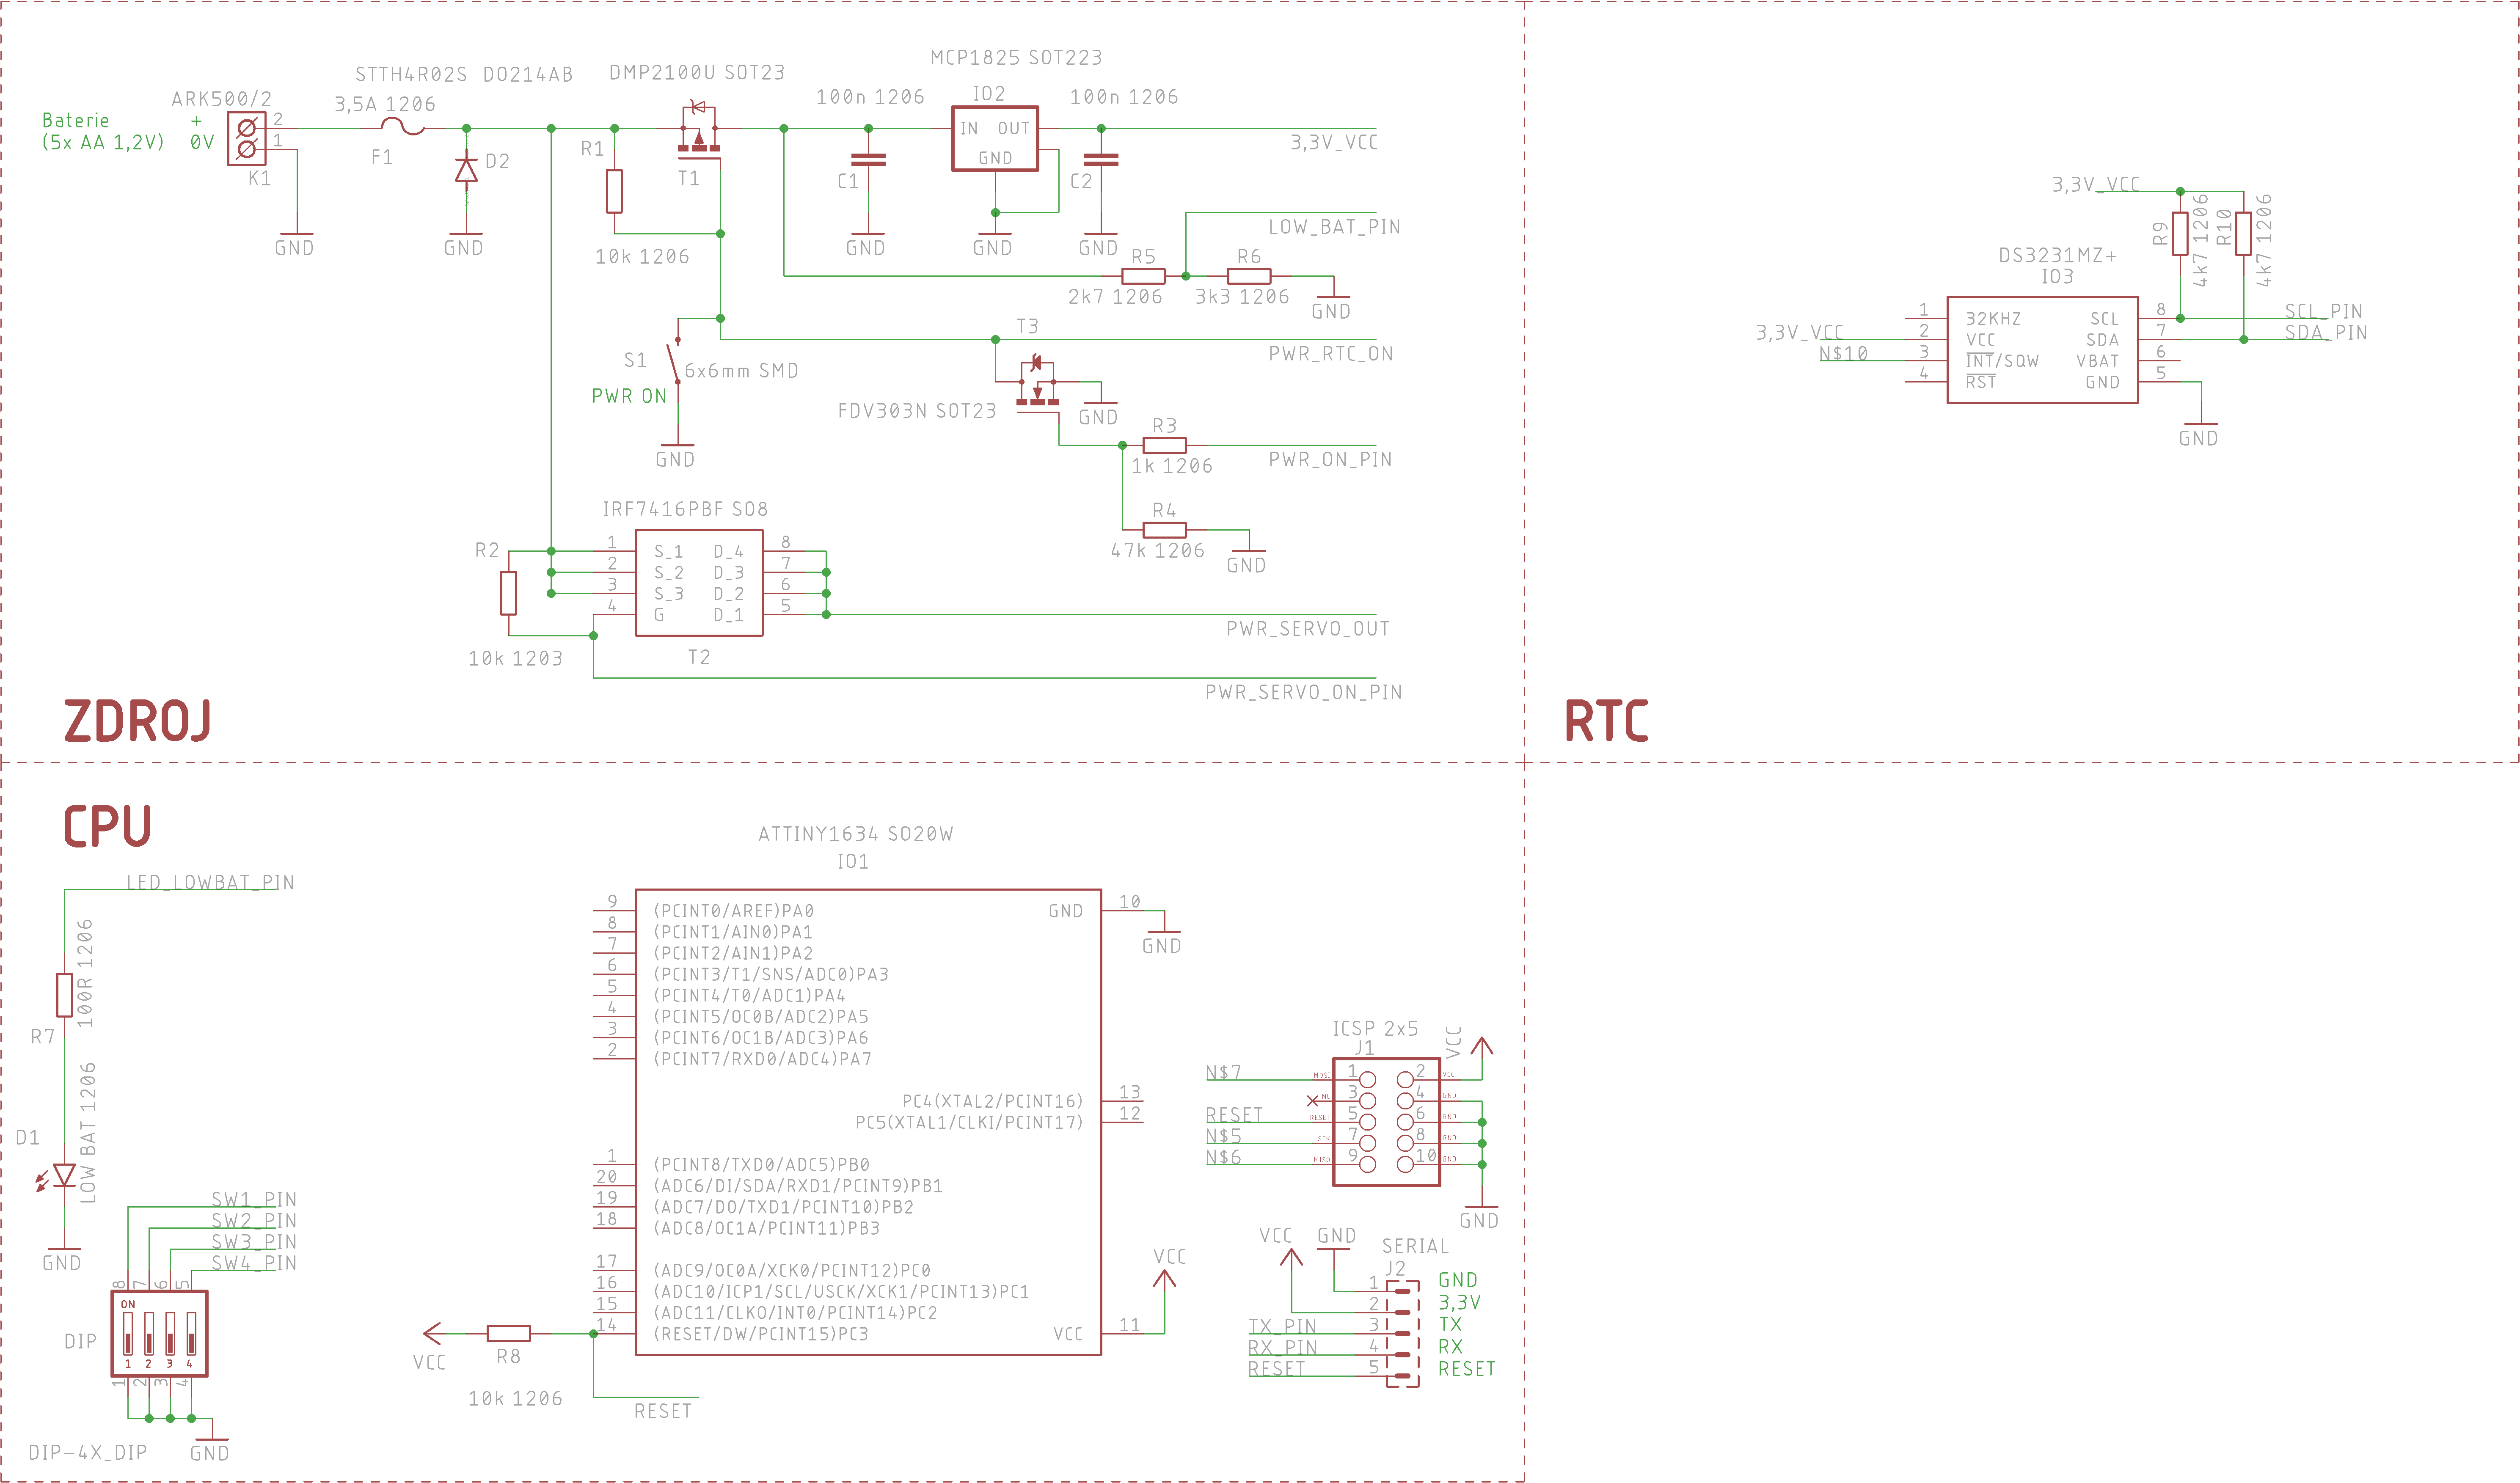 STTH4R02S DO214AB
DMP2100U SOT23
MCP1825 SOT223
ARK500/2
3,5A 1206
100n 1206
IO2
100n 1206
Baterie +
(5x AA 1,2V) 0V
2
1
K1
F1
D2
R1
T1
C1
IN OUT
GND
C2
3,3V_VCC
GND
GND
10k 1206
GND
GND
GND
LOW_BAT_PIN
R5
R6
2k7 1206
3k3 1206
GND
S1
6x6mm SMD
PWR ON
GND
T3
PWR_RTC_ON
FDV303N SOT23
GND
R3
1k 1206
PWR_ON_PIN
R4
47k 1206
GND
IRF7416PBF SO8
R2
1 S_1 D_4 8
2 S_2 D_3 7
3 S_3 D_2 6
4 G D_1 5
10k 1203
T2
PWR_SERVO_OUT
PWR_SERVO_ON_PIN
ZDROJ
3,3V_VCC
R9
4k7 1206
R10
4k7 1206
DS3231MZ+
IO3
1 32KHZ SCL 8 SCL_PIN
3,3V_VCC 2 VCC SDA 7 SDA_PIN
N$10 3 INT/SQW VBAT 6
4 RST GND 5
GND
RTC
CPU
LED_LOWBAT_PIN
R7
100R 1206
D1
LOW BAT 1206
GND
SW1_PIN
SW2_PIN
SW3_PIN
SW4_PIN
8 7 6 5
ON
DIP
1 2 3 4
1 2 3 4
DIP-4X_DIP
GND
ATTINY1634 SO20W
IO1
9 (PCINT0/AREF)PA0
8 (PCINT1/AIN0)PA1
7 (PCINT2/AIN1)PA2
6 (PCINT3/T1/SNS/ADC0)PA3
5 (PCINT4/T0/ADC1)PA4
4 (PCINT5/OC0B/ADC2)PA5
3 (PCINT6/OC1B/ADC3)PA6
2 (PCINT7/RXD0/ADC4)PA7
GND 10
GND
PC4(XTAL2/PCINT16) 13
PC5(XTAL1/CLKI/PCINT17) 12
1 (PCINT8/TXD0/ADC5)PB0
20 (ADC6/DI/SDA/RXD1/PCINT9)PB1
19 (ADC7/DO/TXD1/PCINT10)PB2
18 (ADC8/OC1A/PCINT11)PB3
17 (ADC9/OC0A/XCK0/PCINT12)PC0
16 (ADC10/ICP1/SCL/USCK/XCK1/PCINT13)PC1
15 (ADC11/CLKO/INT0/PCINT14)PC2
14 (RESET/DW/PCINT15)PC3
VCC 11
VCC
VCC
R8
10k 1206
RESET
ICSP 2x5
J1
VCC
N$7 MOSI 1 2 VCC
NC 3 4 GND
RESET RESET 5 6 GND
N$5 SCK 7 8 GND
N$6 MISO 9 10 GND
GND
VCC
GND
SERIAL
J2
1 GND
2 3,3V
TX_PIN 3 TX
RX_PIN 4 RX
RESET 5 RESET